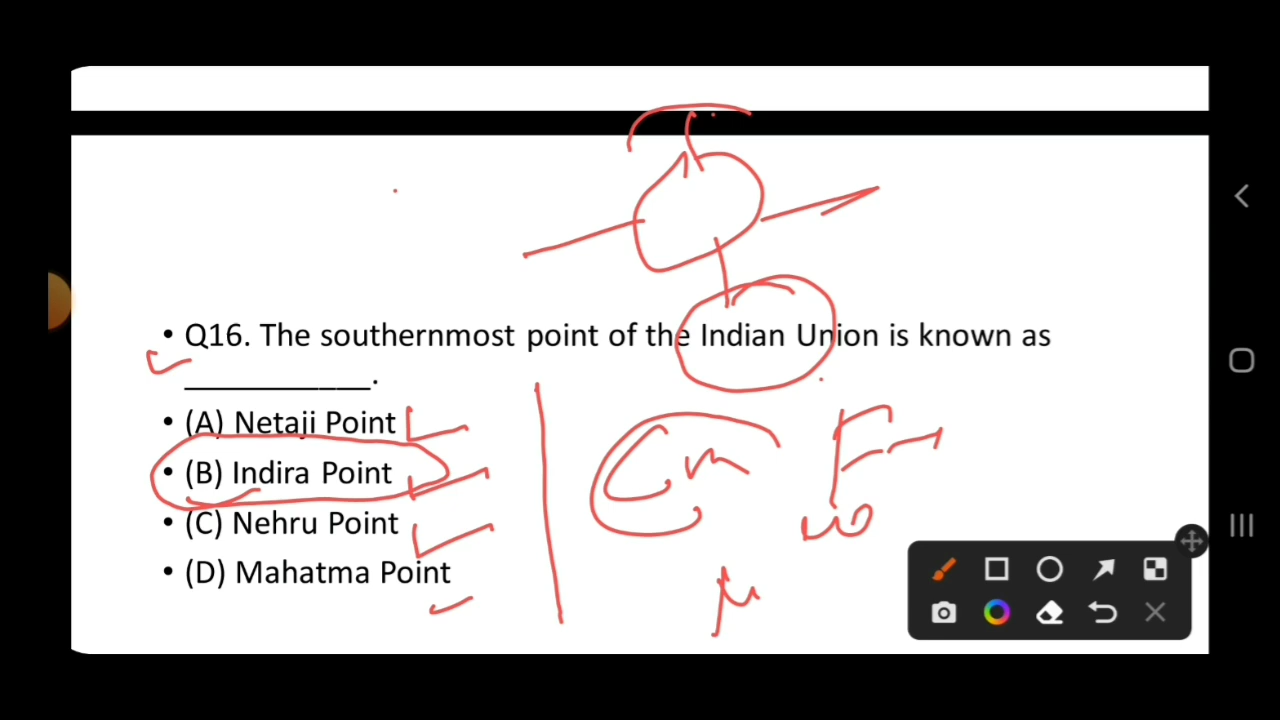 • Q16. The southernmost point of the Indian Union is known as
___________.
• (A) Netaji Point
• (B) Indira Point
• (C) Nehru Point
• (D) Mahatma Point